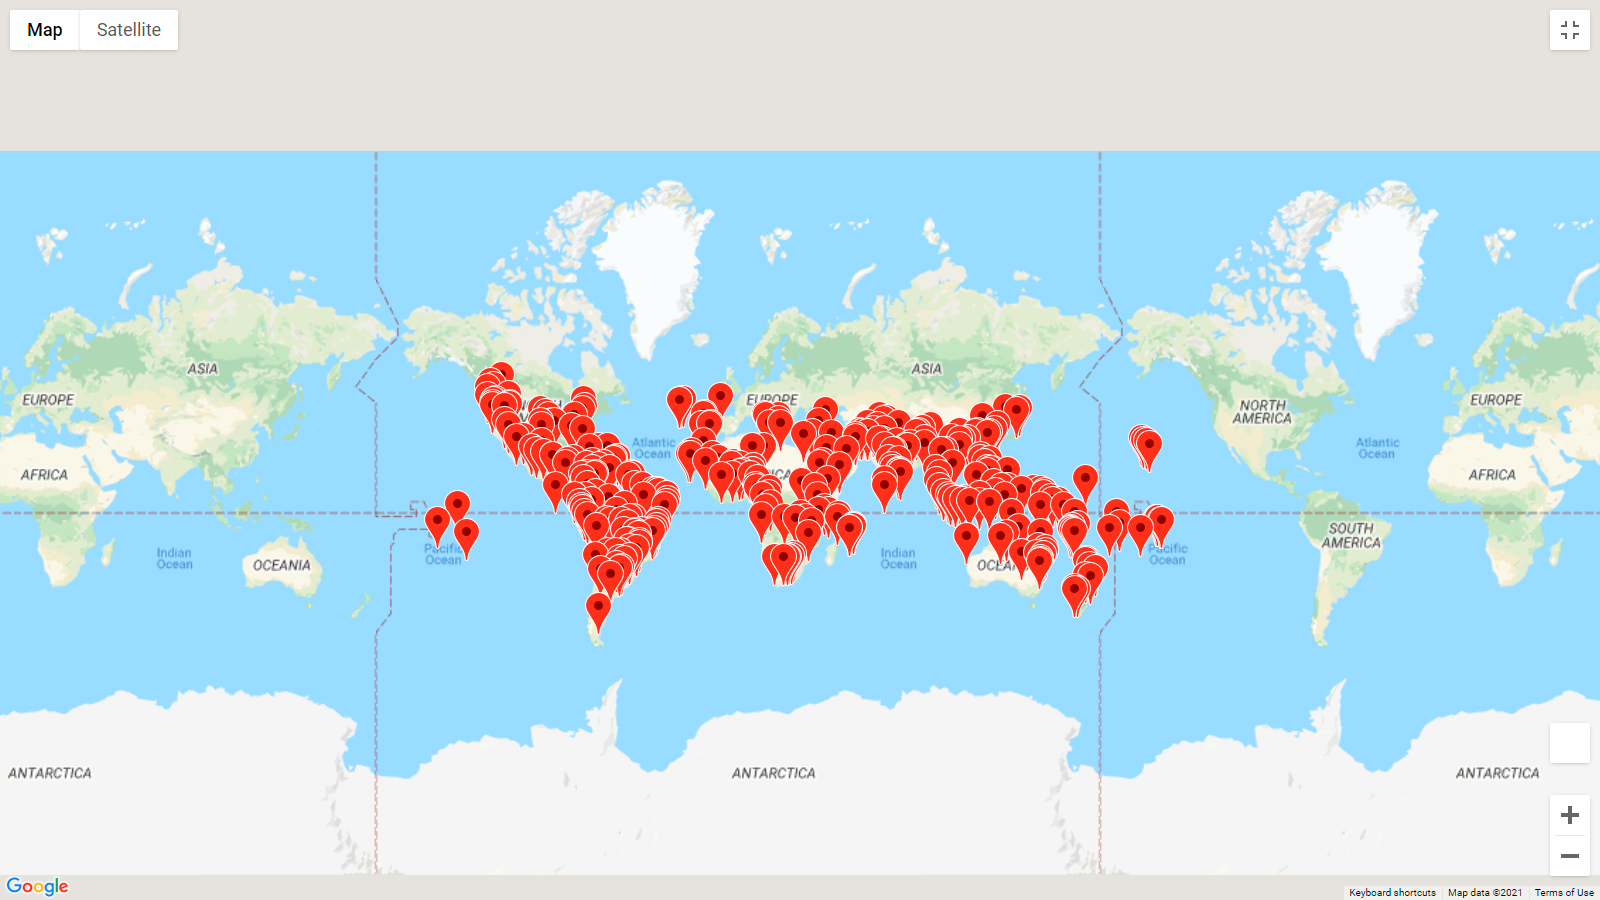 Map
Satellite
ASIA
ASIA
EUROPE
NORTH
AMERICA
EUROPE
EUROPE
Atlantic
Ocean
Atlantic
Ocean
AFRICA
AFRICA
SOUTH
AMERICA
Indian
Ocean
Pacific
Ocean
Indian
Ocean
Pacific
Ocean
OCEANIA
OCEA
ANTARCTICA
ANTARCTICA
ANTARCTICA
Google
Keyboard shortcuts
Map data ©2021
Terms of Use